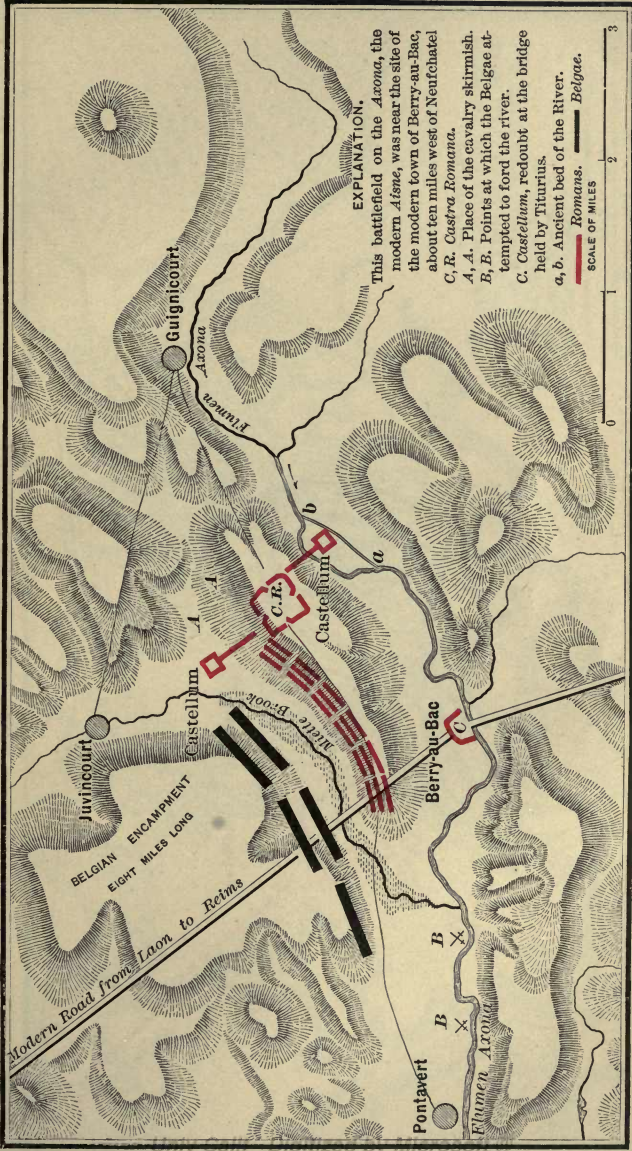 Modern Road from Laon to Reims
BELGIAN ENCAMPMENT
EIGHT MILES LONG
Juvincourt
Guignicourt
Flumen Axona
Castellum
A
A
C.R.
Castellum
b
a
Miette Brook
Berry-au-Bac
C
B
B
Pontavert
Flumen Axona
EXPLANATION.
This battlefield on the Axona, the
modern Aisne, was near the site of
the modern town of Berry-au-Bac,
about ten miles west of Neufchatel
C, R. Castra Romana.
A, A. Place of the cavalry skirmish.
B, B. Points at which the Belgae at-
tempted to ford the river.
C. Castellum, redoubt at the bridge
held by Titurius.
a, b. Ancient bed of the River.
Romans. Belgae.
SCALE OF MILES
0 1 2 3